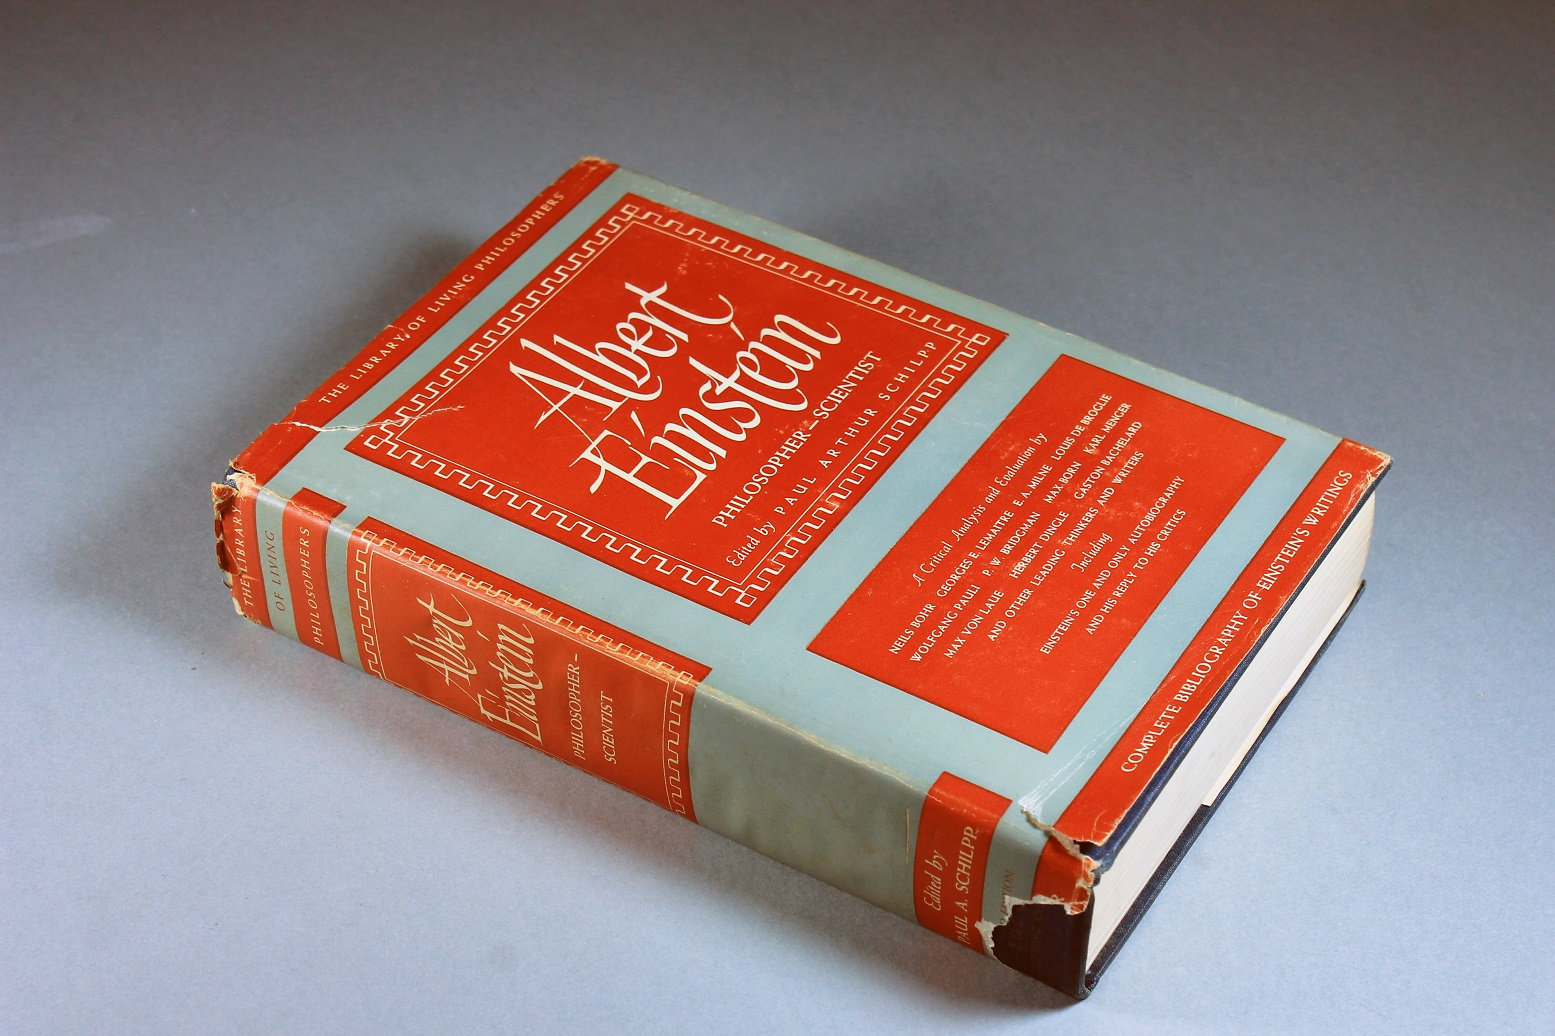 THE LIBRARY OF LIVING PHILOSOPHERS
Albert
Einstein
PHILOSOPHER–SCIENTIST
Edited by PAUL ARTHUR SCHILPP
A Critical Analysis and Evaluation by
NEILS BOHR GEORGES E. LEMAITRE E. A. MILNE LOUIS DE BROGLIE
WOLFGANG PAULI P. W. BRIDGMAN MAX BORN KARL MENGER
MAX VON LAUE HERBERT DINGLE GASTON BACHELARD
AND OTHER LEADING THINKERS AND WRITERS
Including
EINSTEIN'S ONE AND ONLY AUTOBIOGRAPHY
AND HIS REPLY TO HIS CRITICS
COMPLETE BIBLIOGRAPHY OF EINSTEIN'S WRITINGS
THE LIBRARY
OF LIVING
PHILOSOPHERS
Albert
Einstein
PHILOSOPHER–
SCIENTIST
Edited by
PAUL A. SCHILPP